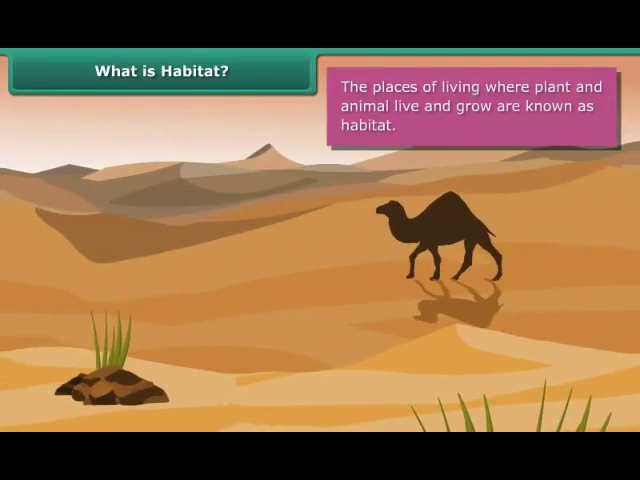 What is Habitat?
The places of living where plant and
animal live and grow are known as
habitat.